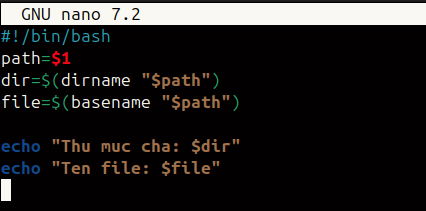 GNU nano 7.2
#!/bin/bash
path=$1
dir=$(dirname "$path")
file=$(basename "$path")
echo "Thu muc cha: $dir"
echo "Ten file: $file"